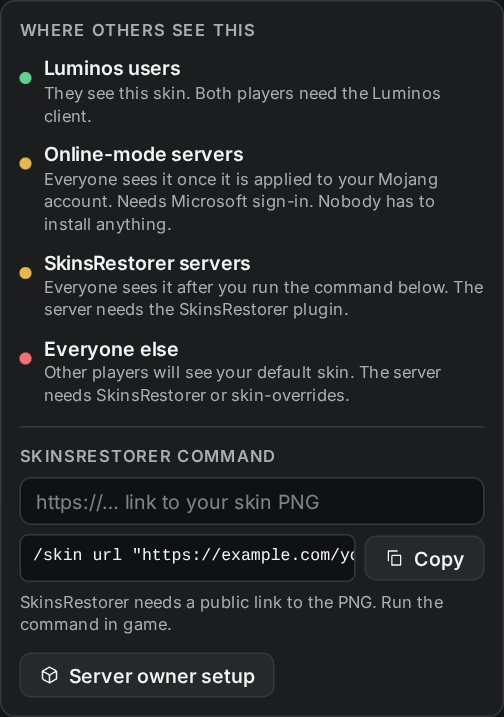 WHERE OTHERS SEE THIS
Luminos users
They see this skin. Both players need the Luminos
client.
Online-mode servers
Everyone sees it once it is applied to your Mojang
account. Needs Microsoft sign-in. Nobody has to
install anything.
SkinsRestorer servers
Everyone sees it after you run the command below. The
server needs the SkinsRestorer plugin.
Everyone else
Other players will see your default skin. The server
needs SkinsRestorer or skin-overrides.
SKINSRESTORER COMMAND
https://... link to your skin PNG
/skin url "https://example.com/yo
Copy
SkinsRestorer needs a public link to the PNG. Run the
command in game.
Server owner setup